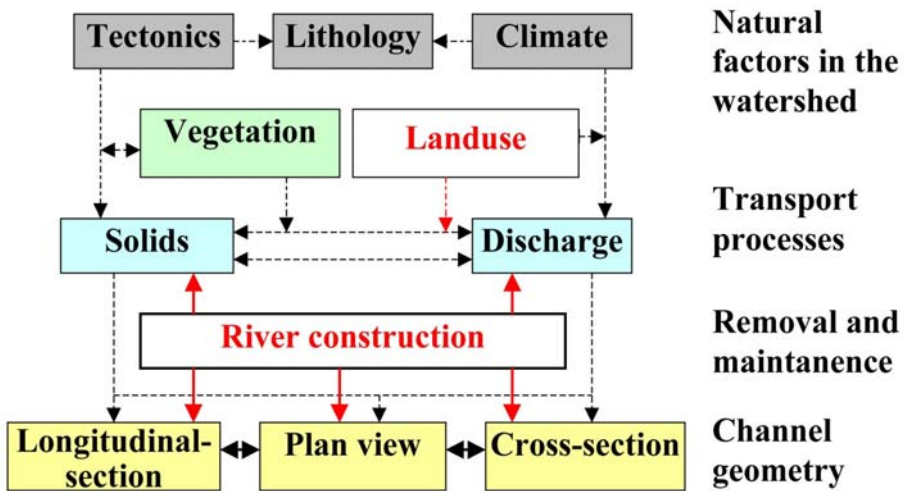 Tectonics
Lithology
Climate
Natural
factors in the
watershed
Vegetation
Landuse
Transport
processes
Solids
Discharge
River construction
Removal and
maintanence
Longitudinal-
section
Plan view
Cross-section
Channel
geometry